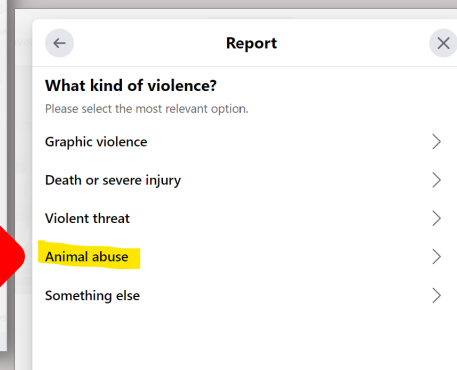 Report
What kind of violence?
Please select the most relevant option.
Graphic violence
Death or severe injury
Violent threat
Animal abuse
Something else